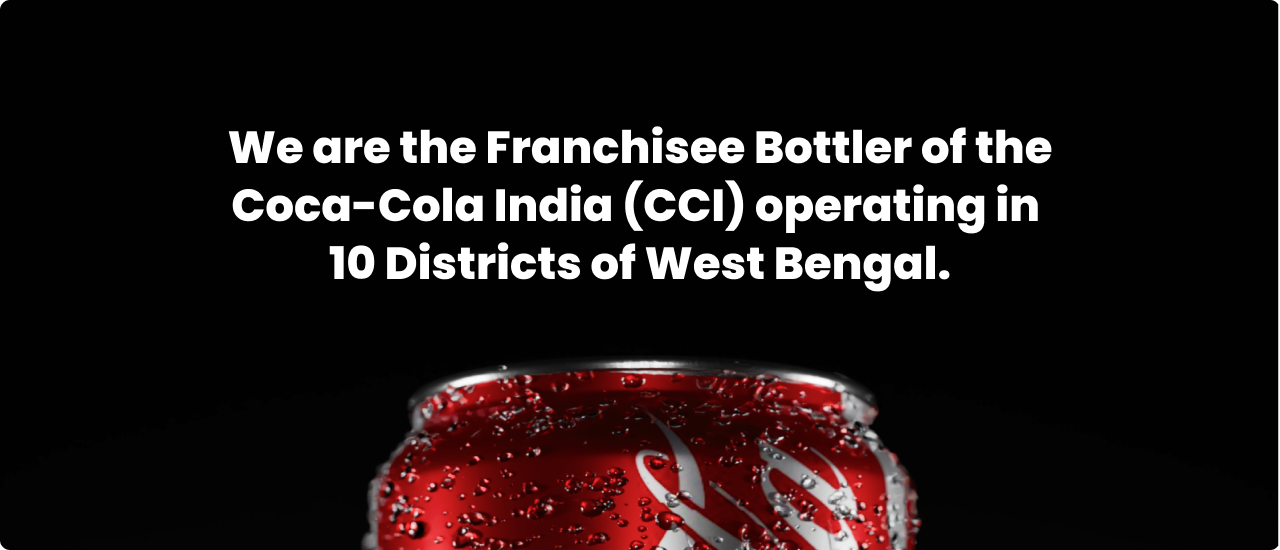 We are the Franchisee Bottler of the
Coca-Cola India (CCI) operating in
10 Districts of West Bengal.